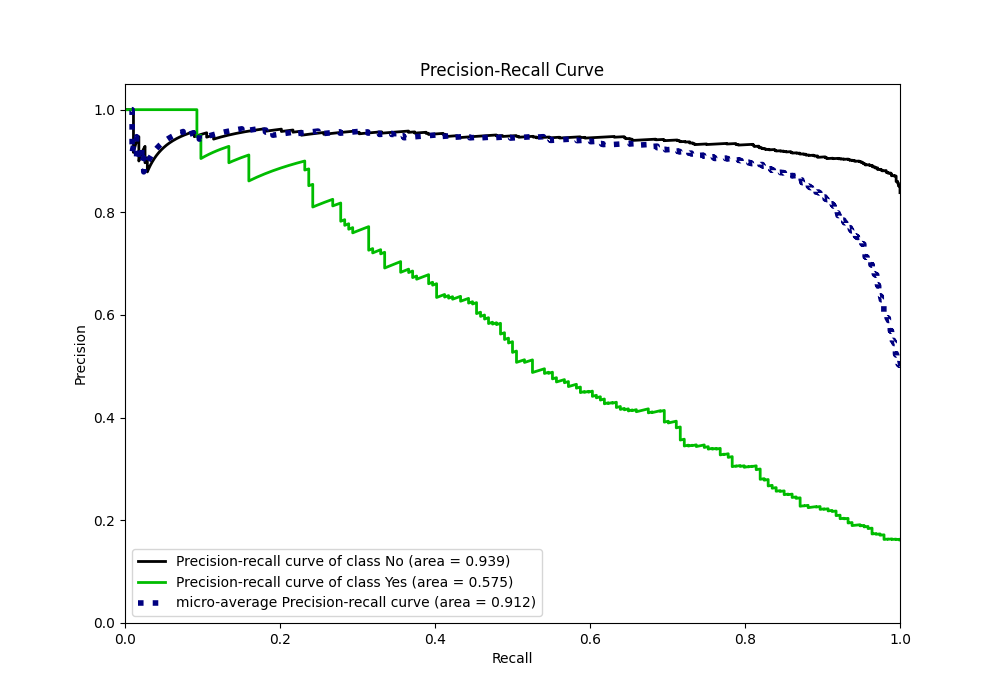 Precision-Recall Curve
1.0
0.8
0.6
0.4
0.2
0.0
Precision
Precision-recall curve of class No (area = 0.939)
Precision-recall curve of class Yes (area = 0.575)
micro-average Precision-recall curve (area = 0.912)
0.0 0.2 0.4 0.6 0.8 1.0
Recall